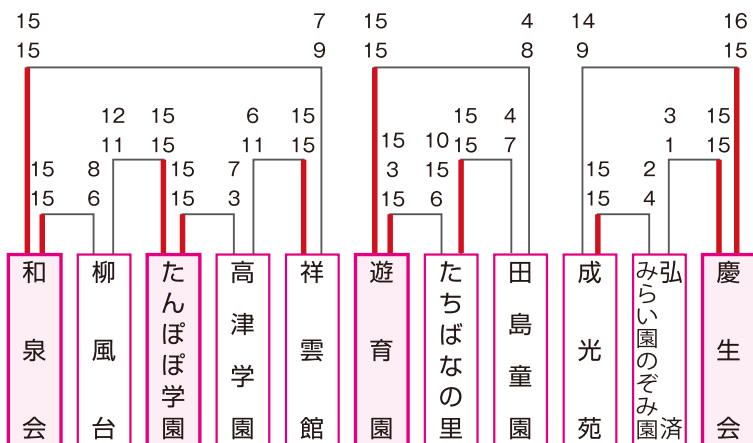 15 7 15 4 14 16
15 9 15 8 9 15
12 15 6 15 15 4 3 15
11 15 11 15 15 10 15 7 1 15
15 8 15 7 3 15 15 2
15 6 15 3 15 6 15 4
和泉会
柳風台
たんぽぽ学園
高津学園
祥雲館
遊育園
たちばなの里
田島童園
成光苑
弘済
みらい園のぞみ園
慶生会